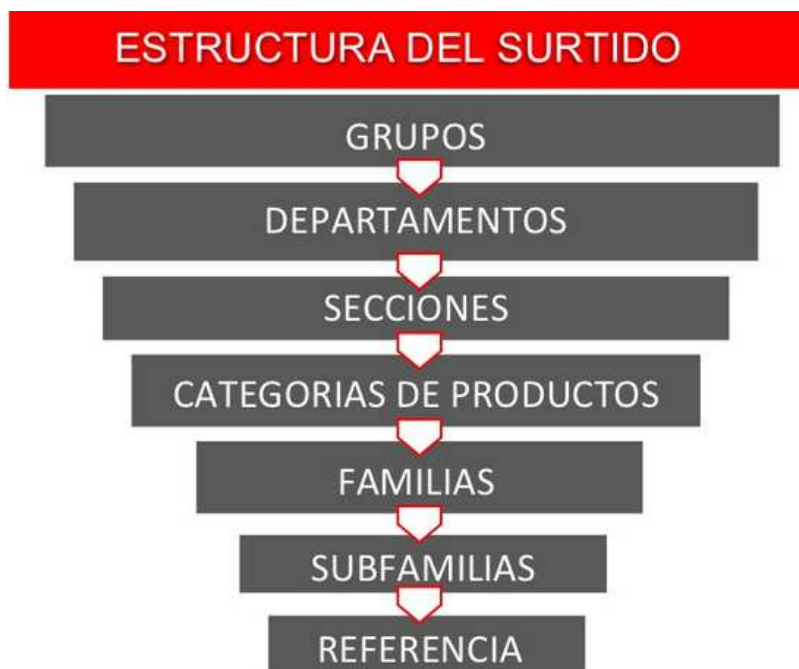 ESTRUCTURA DEL SURTIDO
GRUPOS
DEPARTAMENTOS
SECCIONES
CATEGORIAS DE PRODUCTOS
FAMILIAS
SUBFAMILIAS
REFERENCIA